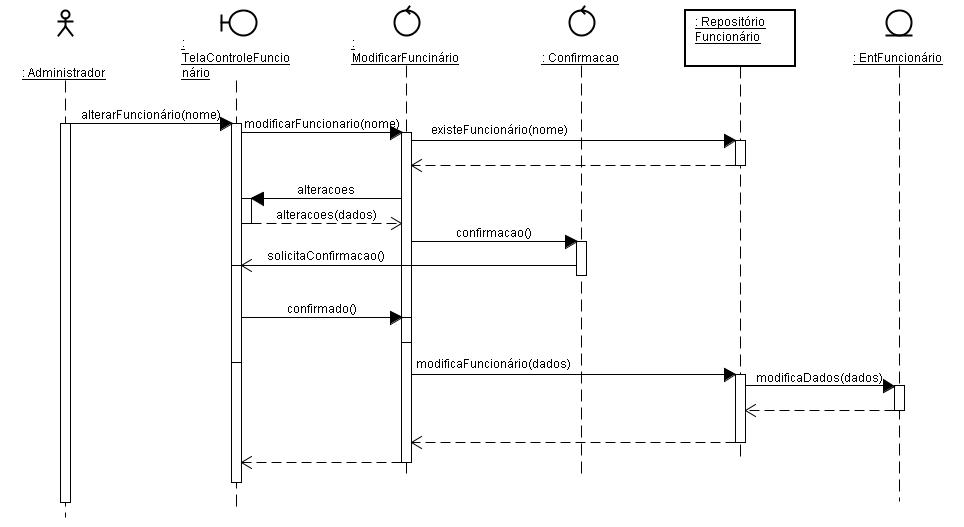 : Repositório
Funcionário
:
TelaControleFuncio
nário
:
ModificarFuncinário
: Confirmacao
: EntFuncionário
: Administrador
alterarFuncionário(nome)
modificarFuncionario(nome)
existeFuncionário(nome)
alteracoes
alteracoes(dados)
confirmacao()
solicitaConfirmacao()
confirmado()
modificaFuncionário(dados)
modificaDados(dados)